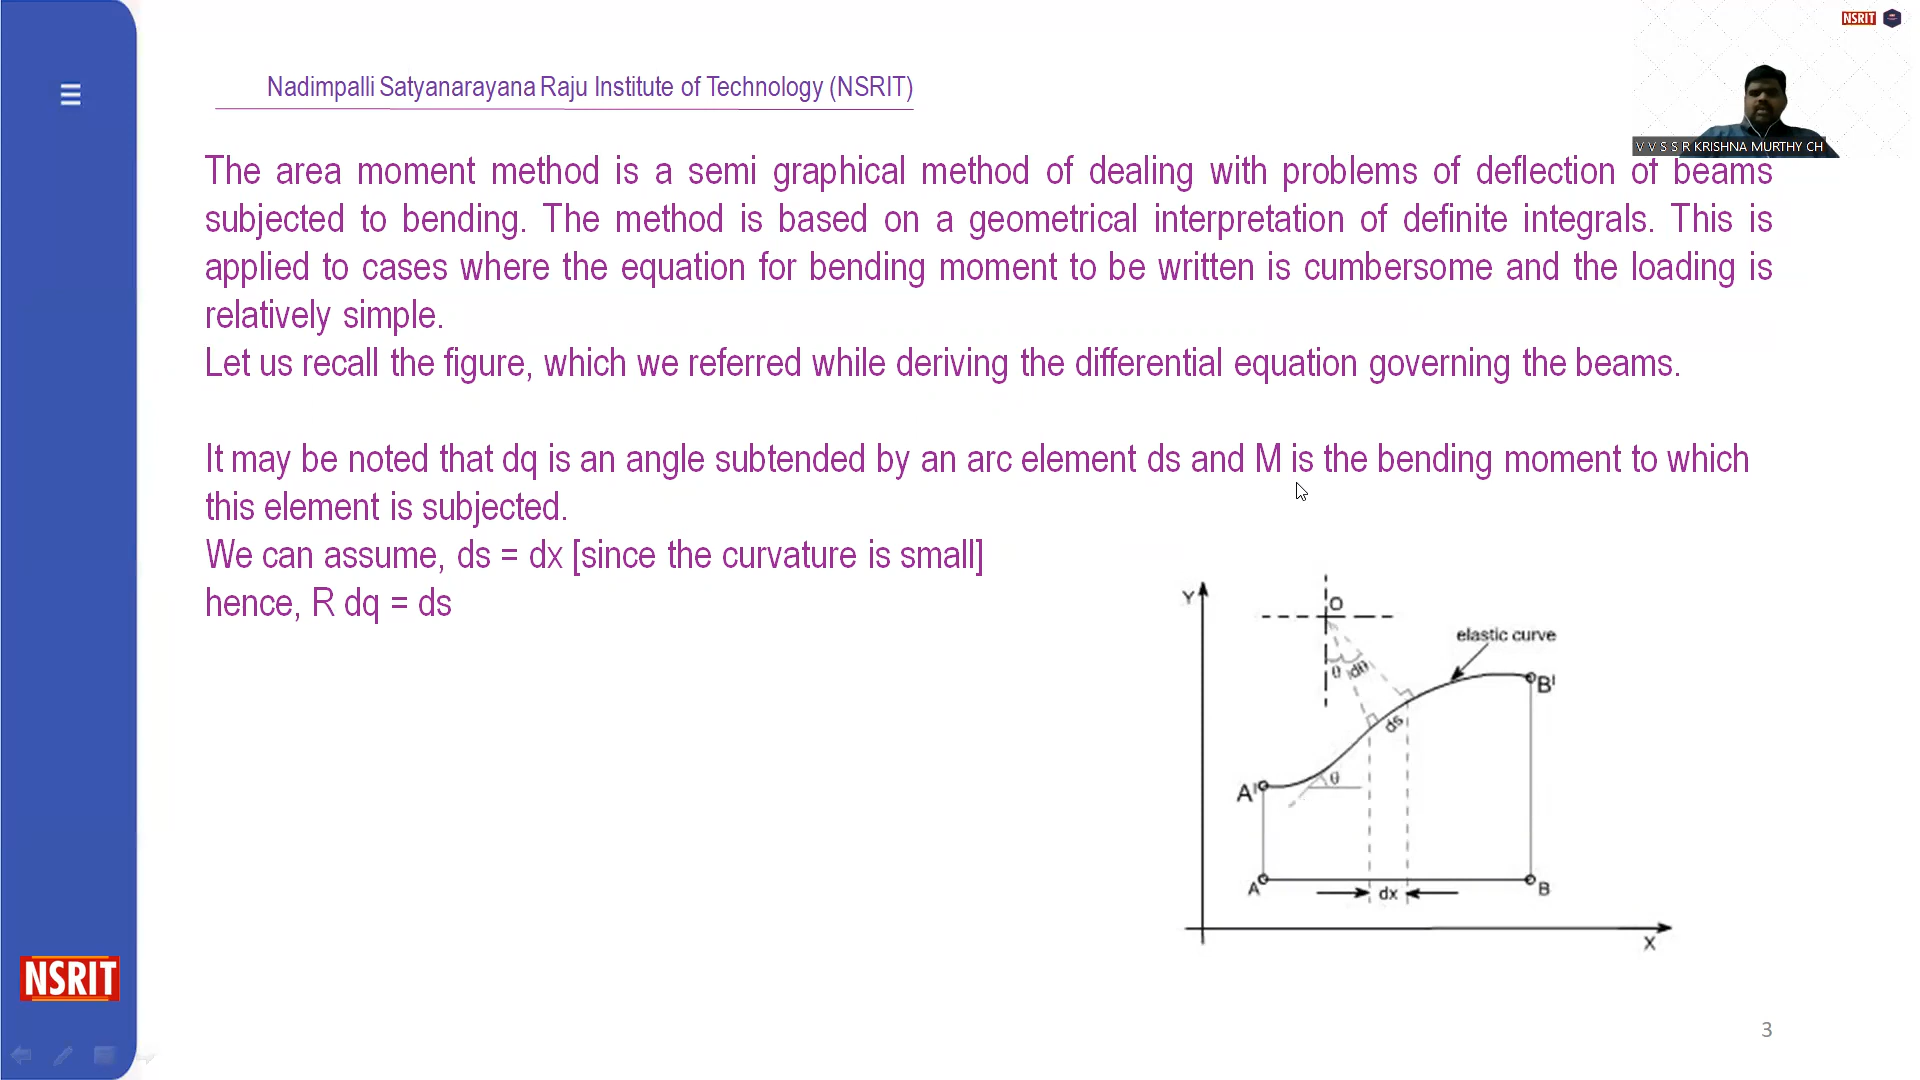 NSRIT
Nadimpalli Satyanarayana Raju Institute of Technology (NSRIT)
V V S S R KRISHNA MURTHY CH
The area moment method is a semi graphical method of dealing with problems of deflection of beams
subjected to bending. The method is based on a geometrical interpretation of definite integrals. This is
applied to cases where the equation for bending moment to be written is cumbersome and the loading is
relatively simple.
Let us recall the figure, which we referred while deriving the differential equation governing the beams.
It may be noted that dq is an angle subtended by an arc element ds and M is the bending moment to which
this element is subjected.
We can assume, ds = dx [since the curvature is small]
hence, R dq = ds
Y
O
elastic curve
θ dθ
B'
ds
A'
θ
A
dx
B
X
NSRIT
3